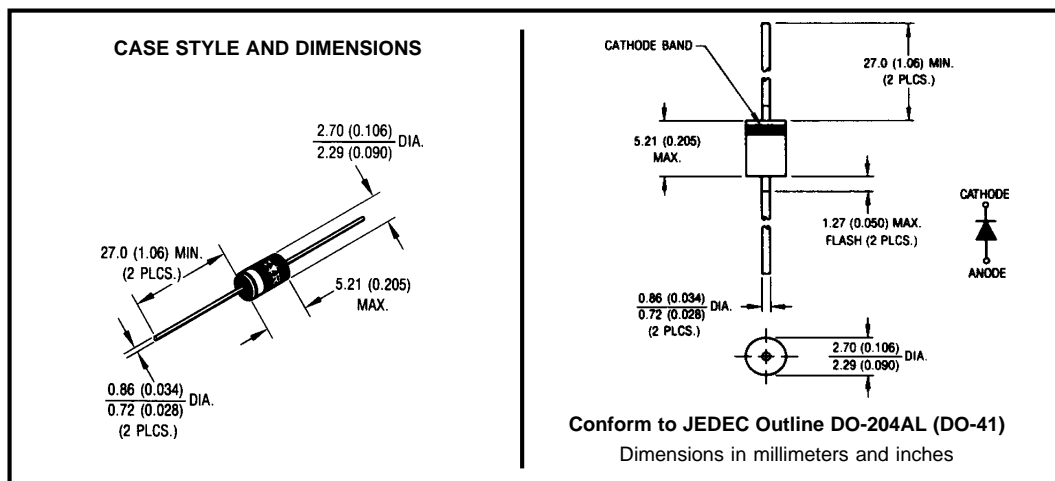 CASE STYLE AND DIMENSIONS
2.70 (0.106)
2.29 (0.090)
DIA.
27.0 (1.06) MIN.
(2 PLCS.)
5.21 (0.205)
MAX.
0.86 (0.034)
0.72 (0.028)
DIA.
(2 PLCS.)
CATHODE BAND
27.0 (1.06) MIN.
(2 PLCS.)
5.21 (0.205)
MAX.
CATHODE
1.27 (0.050) MAX.
FLASH (2 PLCS.)
ANODE
0.86 (0.034)
0.72 (0.028)
DIA.
(2 PLCS.)
2.70 (0.106)
2.29 (0.090)
DIA.
Conform to JEDEC Outline DO-204AL (DO-41)
Dimensions in millimeters and inches